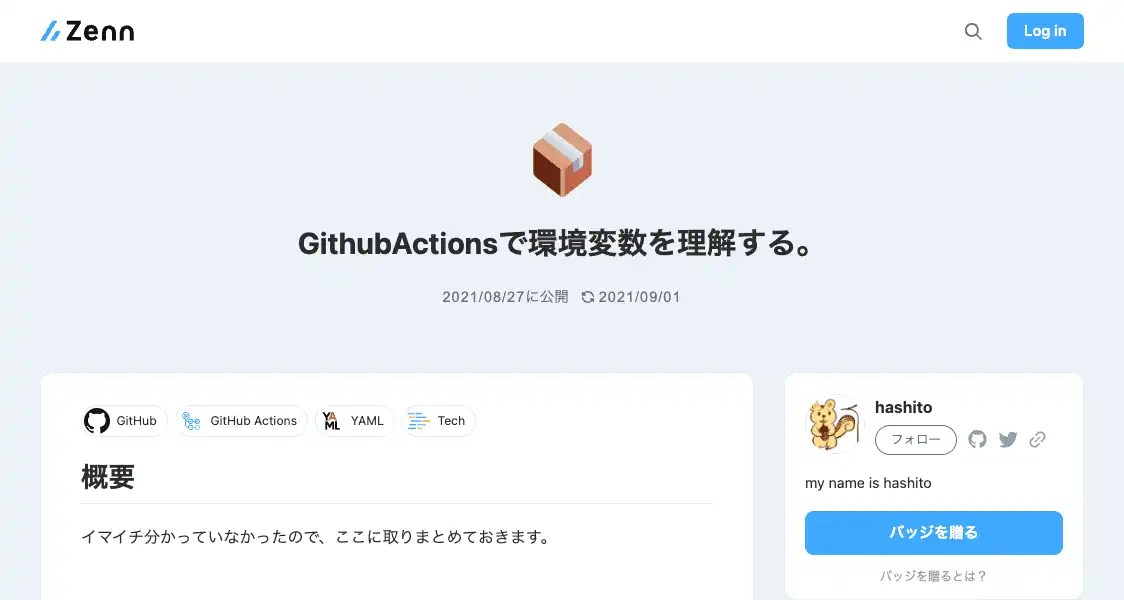 Zenn
Log in
GithubActionsで環境変数を理解する。
2021/08/27に公開 2021/09/01
GitHub GitHub Actions YAML Tech
概要
イマイチ分かっていなかったので、ここに取りまとめておきます。
hashito
フォロー
my name is hashito
バッジを贈る
バッジを贈るとは？